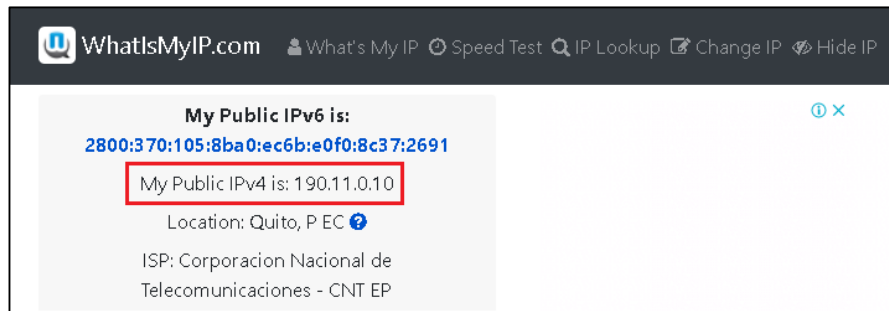 WhatIsMyIP.com What's My IP Speed Test IP Lookup Change IP Hide IP
My Public IPv6 is:
2800:370:105:8ba0:ec6b:e0f0:8c37:2691
My Public IPv4 is: 190.11.0.10
Location: Quito, P EC
ISP: Corporacion Nacional de
Telecomunicaciones - CNT EP